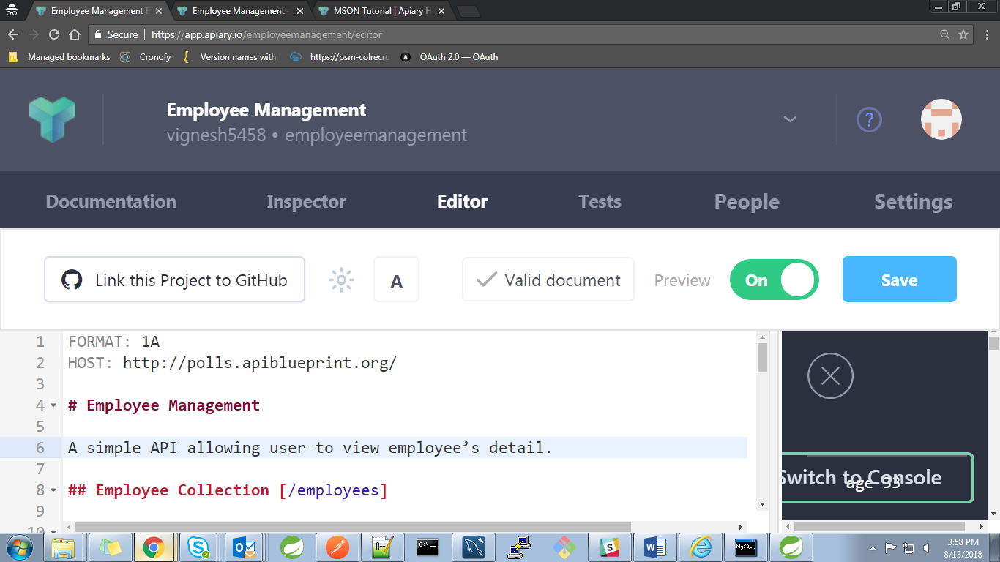 Employee Management E
Employee Management -
MSON Tutorial | Apiary H
Secure
https://app.apiary.io/employeemanagement/editor
Managed bookmarks
Cronofy
Version names with
https://psm-colrecru
OAuth 2.0 — OAuth
Employee Management
vignesh5458 • employeemanagement
?
Documentation
Inspector
Editor
Tests
People
Settings
Link this Project to GitHub
A
Valid document
Preview
On
Save
1 FORMAT: 1A
2 HOST: http://polls.apiblueprint.org/
3
4 # Employee Management
5
6 A simple API allowing user to view employee’s detail.
7
8 ## Employee Collection [/employees]
9
10
Switch to Console
age 33
3:58 PM
8/13/2018